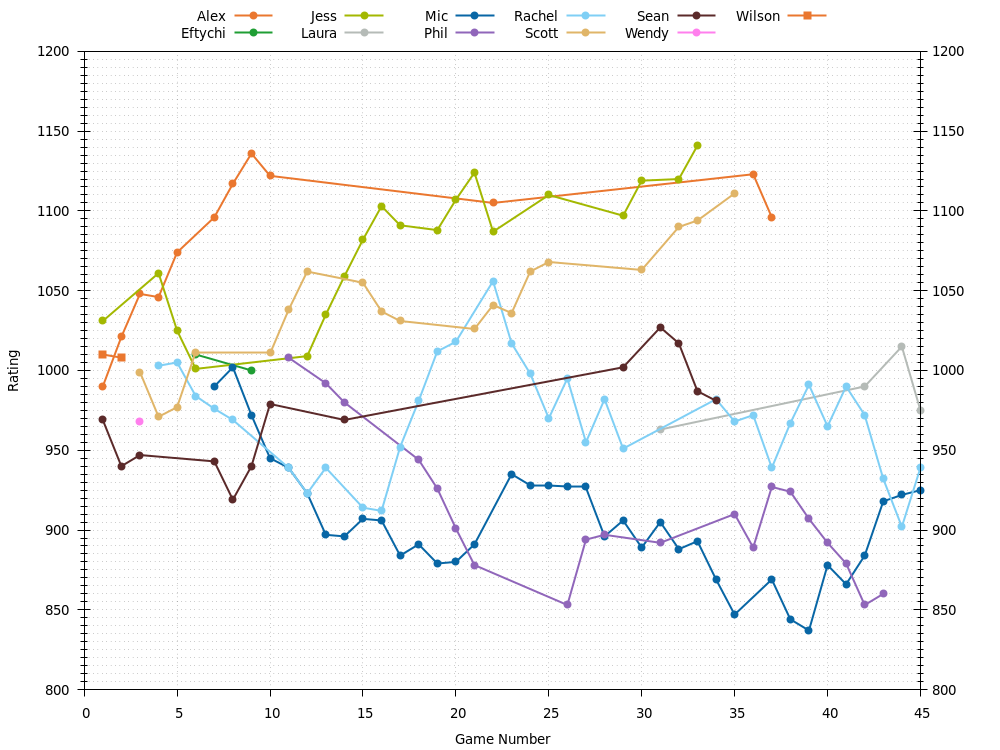 Alex Jess Mic Rachel Sean Wilson
Eftychi Laura Phil Scott Wendy
1200 1200
1150 1150
1100 1100
1050 1050
1000 1000
950 950
900 900
850 850
800 800
Rating
0 5 10 15 20 25 30 35 40 45
Game Number